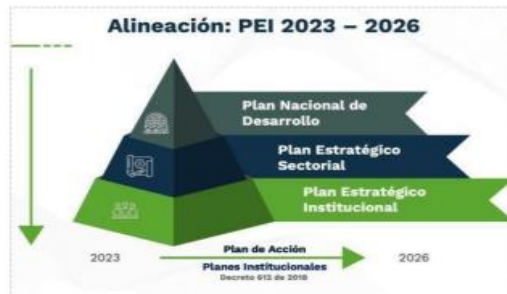 Alineación: PEI 2023 – 2026
Plan Nacional de
Desarrollo
Plan Estratégico
Sectorial
Plan Estratégico
Institucional
2023
Plan de Acción
2026
Planes Institucionales
Decreto 612 de 2018